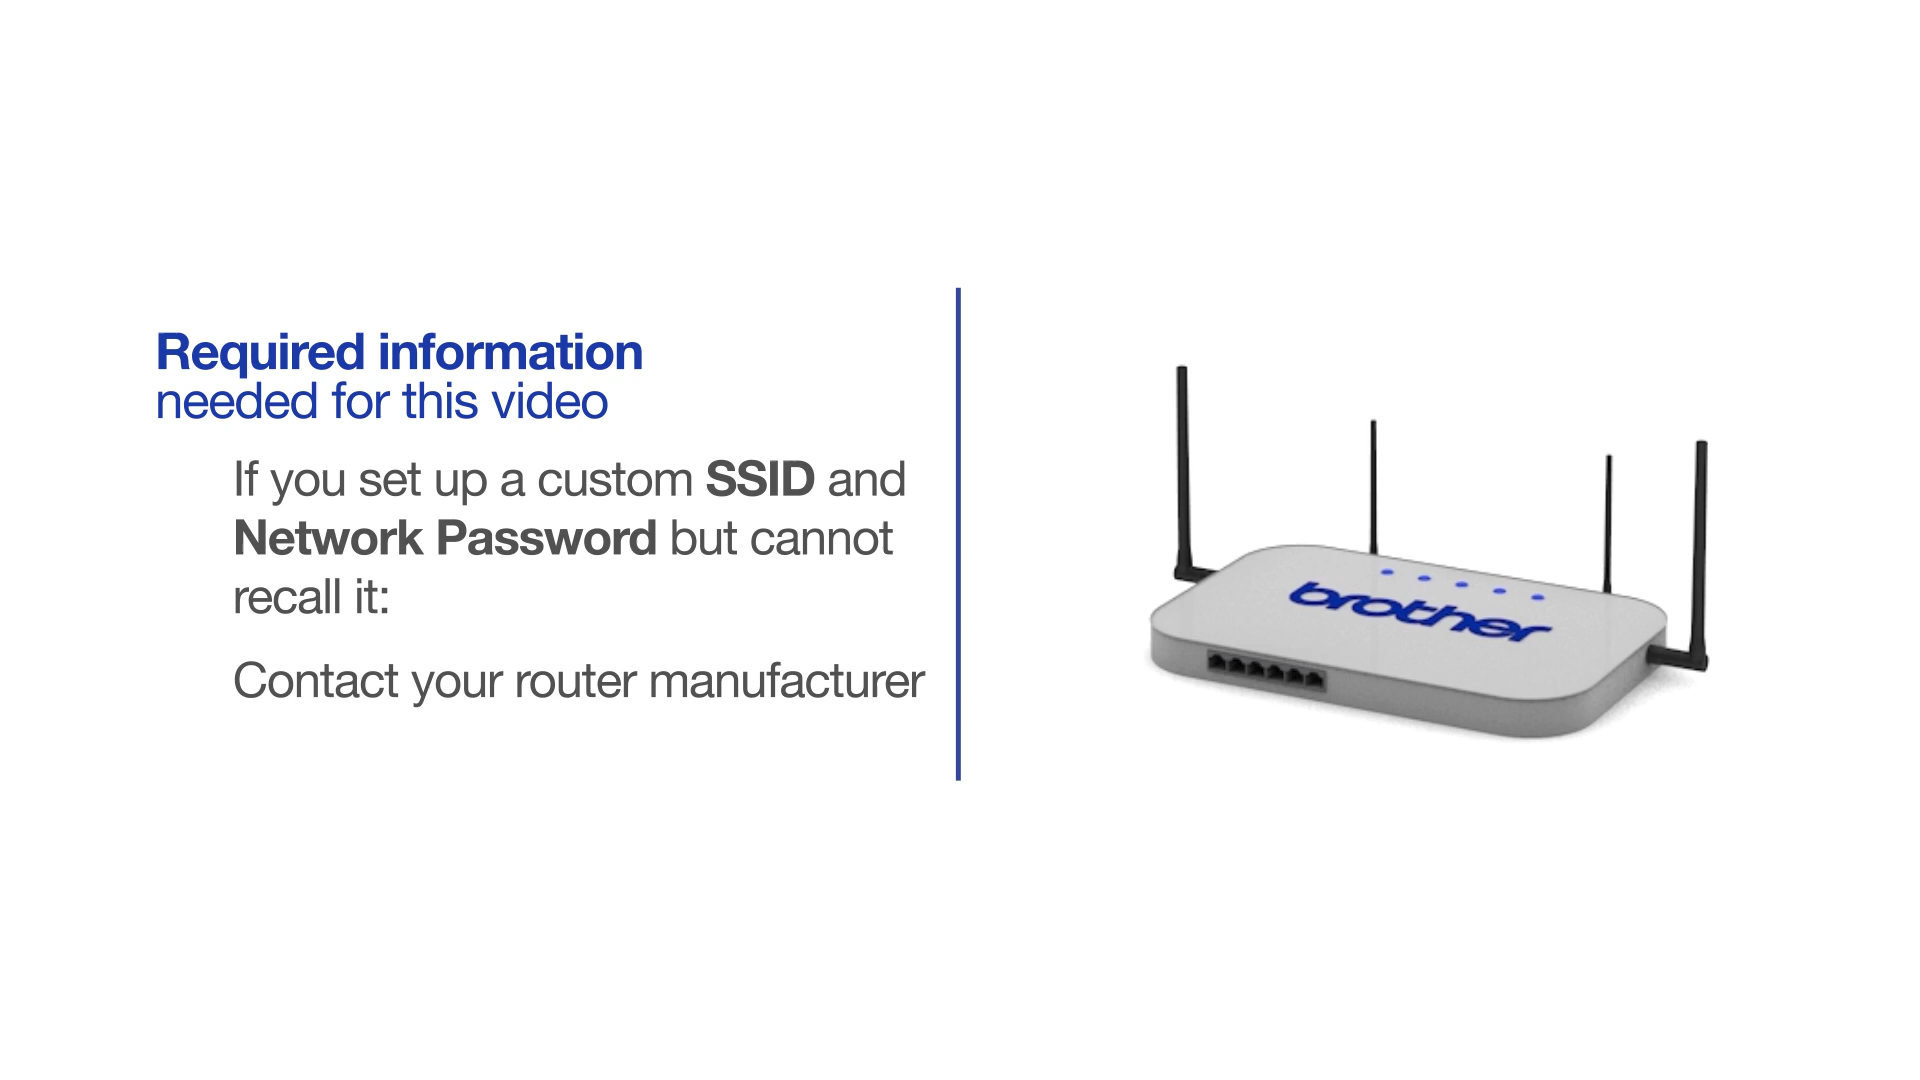 Required information
needed for this video
If you set up a custom SSID and
Network Password but cannot
recall it:
Contact your router manufacturer
brother